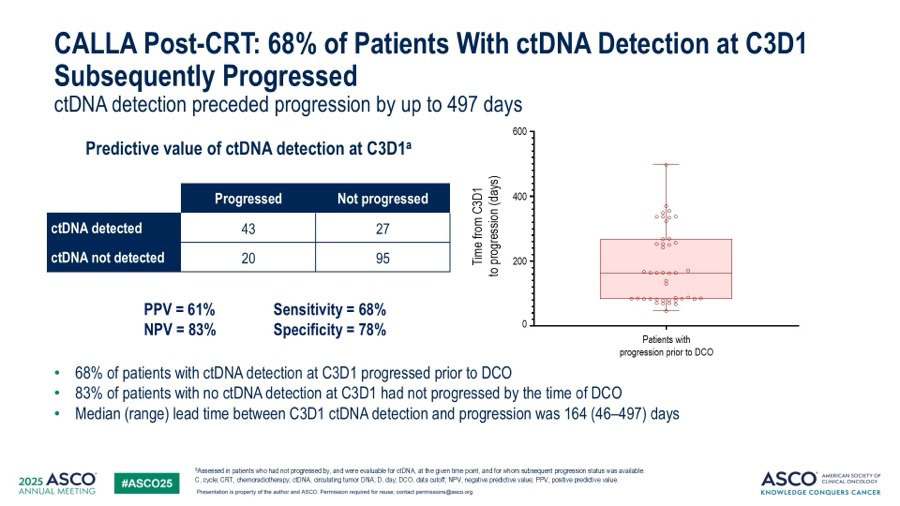 CALLA Post-CRT: 68% of Patients With ctDNA Detection at C3D1
Subsequently Progressed
ctDNA detection preceded progression by up to 497 days
Predictive value of ctDNA detection at C3D1ª
Progressed Not progressed
ctDNA detected 43 27
ctDNA not detected 20 95
PPV = 61% Sensitivity = 68%
NPV = 83% Specificity = 78%
600
400
200
0
Time from C3D1
to progression (days)
Patients with
progression prior to DCO
• 68% of patients with ctDNA detection at C3D1 progressed prior to DCO
• 83% of patients with no ctDNA detection at C3D1 had not progressed by the time of DCO
• Median (range) lead time between C3D1 ctDNA detection and progression was 164 (46–497) days
2025 ASCO
ANNUAL MEETING
#ASCO25
ªAssessed in patients who had not progressed by, and were evaluable for ctDNA, at the given time point, and for whom subsequent progression status was available.
C, cycle; CRT, chemoradiotherapy; ctDNA, circulating tumor DNA; D, day; DCO, data cutoff; NPV, negative predictive value; PPV, positive predictive value.
Presentation is property of the author and ASCO. Permission required for reuse; contact permissions@asco.org
ASCO AMERICAN SOCIETY OF
CLINICAL ONCOLOGY
KNOWLEDGE CONQUERS CANCER